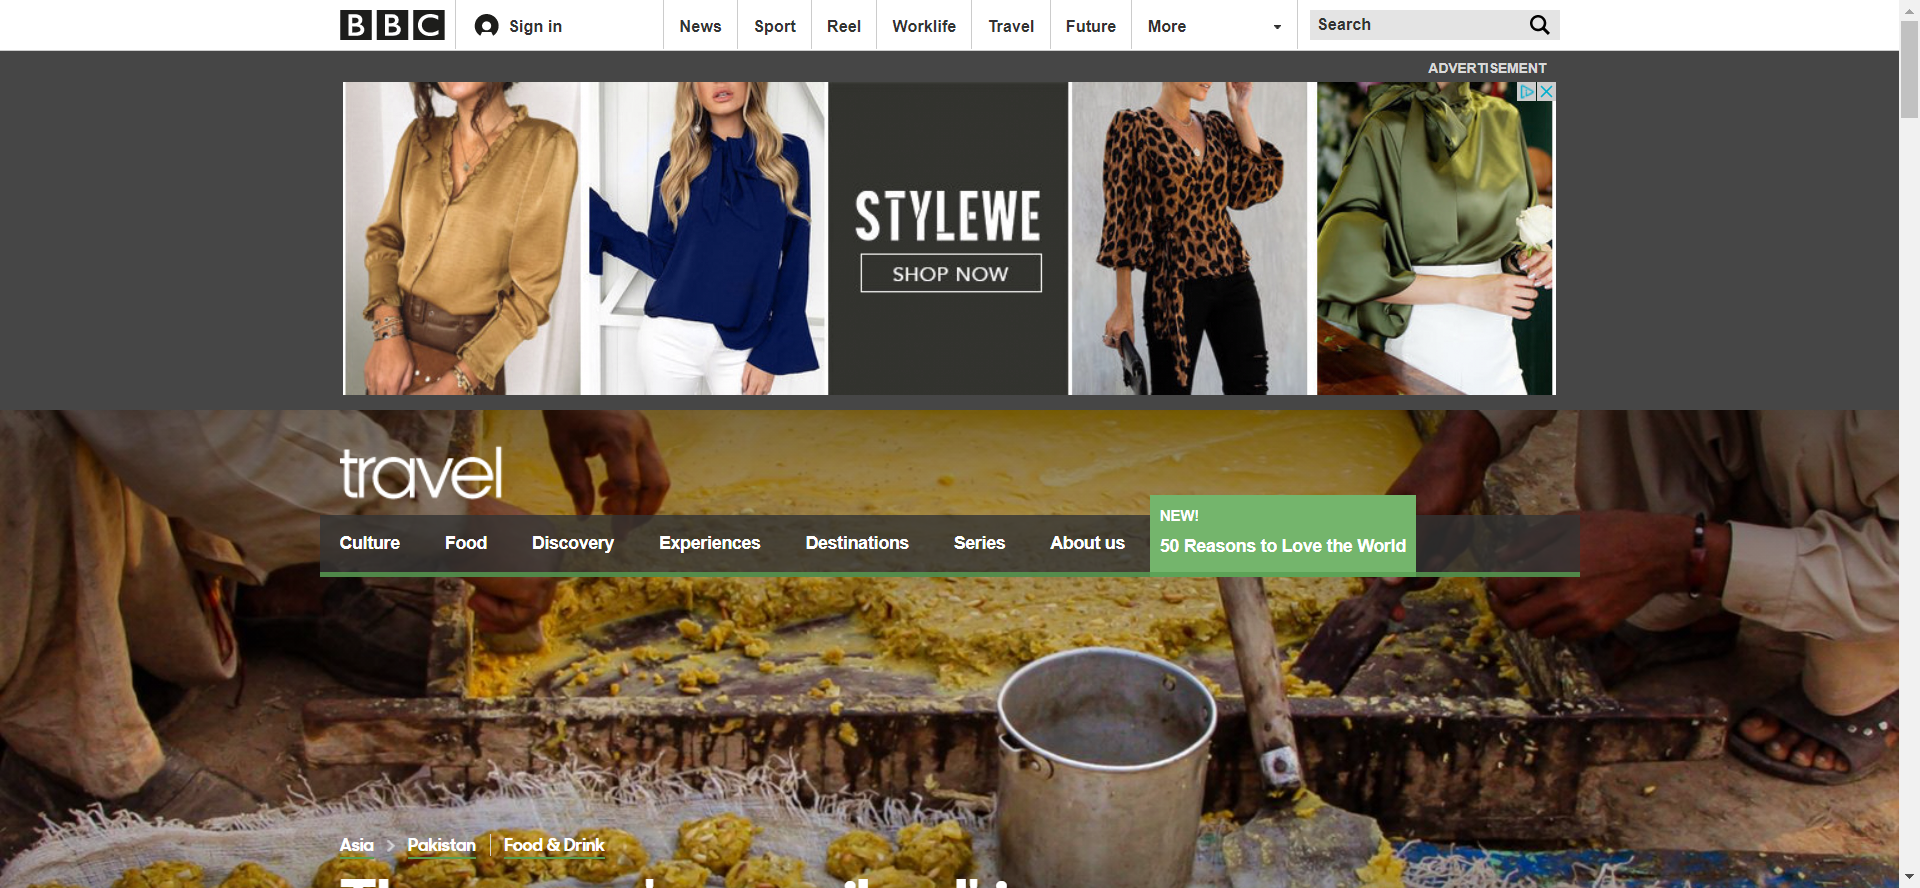 BBC
Sign in
News
Sport
Reel
Worklife
Travel
Future
More
Search
ADVERTISEMENT
STYLEWE
SHOP NOW
travel
Culture
Food
Discovery
Experiences
Destinations
Series
About us
NEW!
50 Reasons to Love the World
Asia
Pakistan
Food & Drink